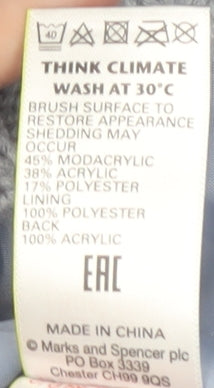 40
THINK CLIMATE
WASH AT 30°C
BRUSH SURFACE TO
RESTORE APPEARANCE
SHEDDING MAY
OCCUR
45% MODACRYLIC
38% ACRYLIC
17% POLYESTER
LINING
100% POLYESTER
BACK
100% ACRYLIC
EAC
MADE IN CHINA
© Marks and Spencer plc
PO Box 3339
Chester CH99 9QS